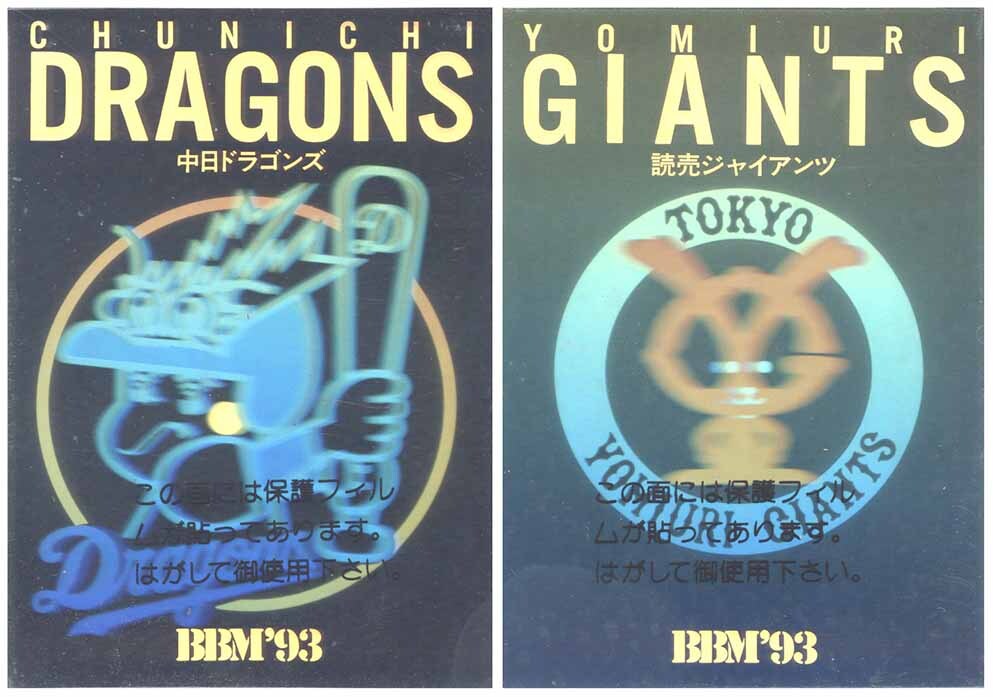 CHUNICHI
DRAGONS
中日ドラゴンズ
D
この面には保護フィル
ムが貼ってあります。
はがして御使用下さい。
Dragons
BBM'93
YOMIURI
GIANTS
読売ジャイアンツ
TOKYO
この面には保護フィル
ムが貼ってあります。
はがして御使用下さい。
YOMIURI GIANTS
BBM'93